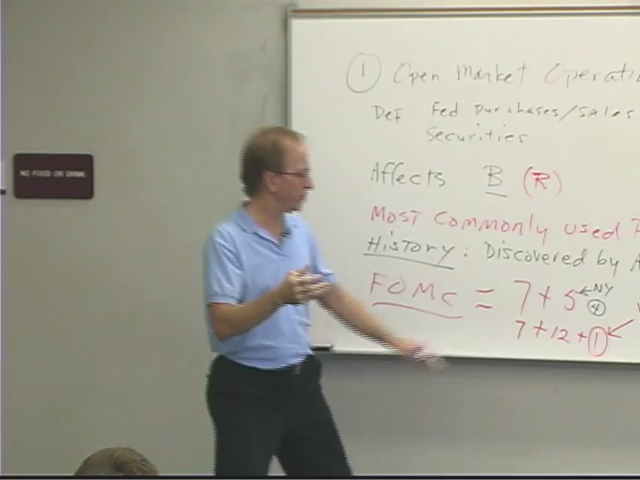 NO FOOD OR DRINK
① Open Market Operatio
Def Fed purchases/sales
Securities
Affects B (R)
Most commonly used
History: Discovered by A
FOMC = 7 + 5 ← NY
④
7 + 12 + ①